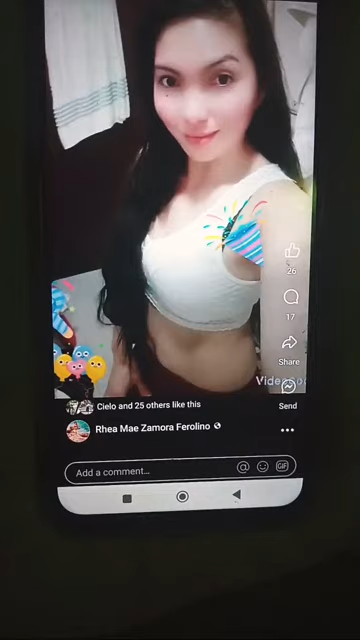 26
17
Share
Send
Cielo and 25 others like this
Rhea Mae Zamora Ferolino
Add a comment...
GIF